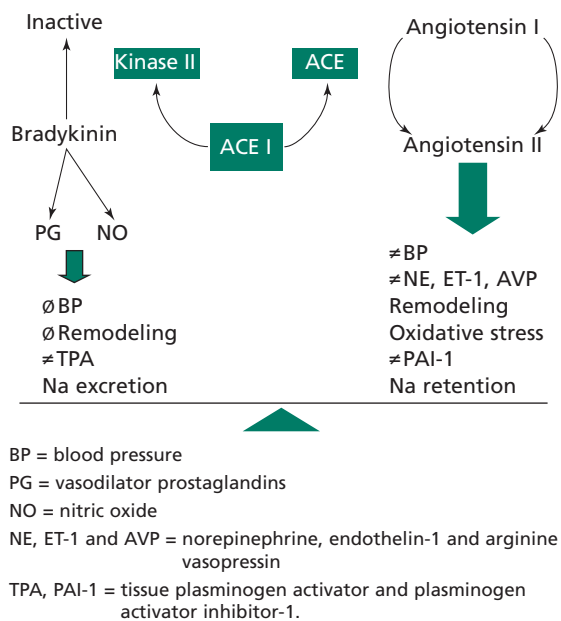 Inactive
Kinase II
ACE
Angiotensin I
Bradykinin
ACE I
Angiotensin II
PG
NO
Ø BP
Ø Remodeling
≠ TPA
Na excretion
≠ BP
≠ NE, ET-1, AVP
Remodeling
Oxidative stress
≠ PAI-1
Na retention
BP = blood pressure
PG = vasodilator prostaglandins
NO = nitric oxide
NE, ET-1 and AVP = norepinephrine, endothelin-1 and arginine
vasopressin
TPA, PAI-1 = tissue plasminogen activator and plasminogen
activator inhibitor-1.